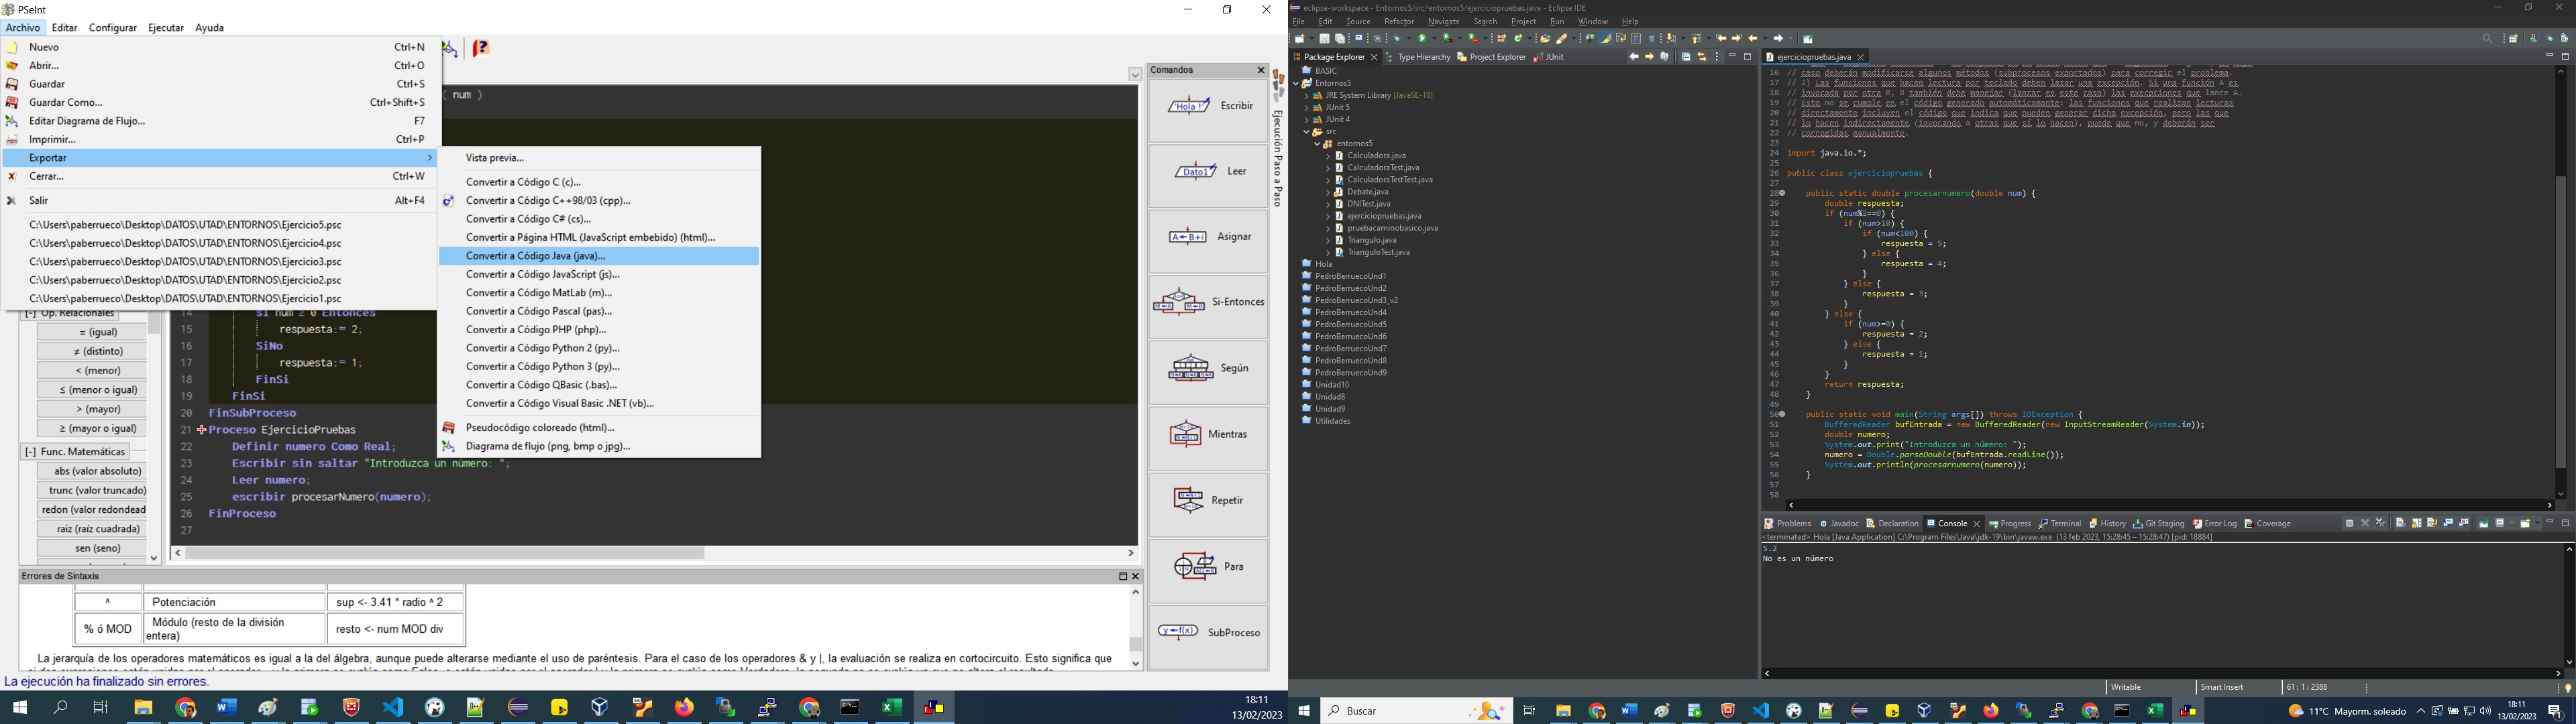 PSeInt
Archivo Editar Configurar Ejecutar Ayuda
Nuevo Ctrl+N
Abrir... Ctrl+O
Guardar Ctrl+S
Guardar Como... Ctrl+Shift+S
Editar Diagrama de Flujo... F7
Imprimir... Ctrl+P
Exportar
Cerrar... Ctrl+W
Salir Alt+F4
C:\Users\paberrueco\Desktop\DATOS\UTAD\ENTORNOS\Ejercicio5.psc
C:\Users\paberrueco\Desktop\DATOS\UTAD\ENTORNOS\Ejercicio4.psc
C:\Users\paberrueco\Desktop\DATOS\UTAD\ENTORNOS\Ejercicio3.psc
C:\Users\paberrueco\Desktop\DATOS\UTAD\ENTORNOS\Ejercicio2.psc
C:\Users\paberrueco\Desktop\DATOS\UTAD\ENTORNOS\Ejercicio1.psc
Vista previa...
Convertir a Código C (c)...
Convertir a Código C++98/03 (cpp)...
Convertir a Código C# (cs)...
Convertir a Página HTML (JavaScript embebido) (html)...
Convertir a Código Java (java)...
Convertir a Código JavaScript (js)...
Convertir a Código MatLab (m)...
Convertir a Código Pascal (pas)...
Convertir a Código PHP (php)...
Convertir a Código Python 2 (py)...
Convertir a Código Python 3 (py)...
Convertir a Código QBasic (.bas)...
Convertir a Código Visual Basic .NET (vb)...
Pseudocódigo coloreado (html)...
Diagrama de flujo (png, bmp o jpg)...
[-] Op. Relacionales
= (igual)
≠ (distinto)
< (menor)
≤ (menor o igual)
> (mayor)
≥ (mayor o igual)
[-] Func. Matemáticas
abs (valor absoluto)
trunc (valor truncado)
redon (valor redondead
raiz (raíz cuadrada)
sen (seno)
( num )
14 si num ≥ 0 Entonces
15 respuesta:= 2;
16 SiNo
17 respuesta:= 1;
18 FinSi
19 FinSi
20 FinSubProceso
21 Proceso EjercicioPruebas
22 Definir numero Como Real;
23 Escribir sin saltar "Introduzca un número: ";
24 Leer numero;
25 escribir procesarNumero(numero);
26 FinProceso
27
Comandos
Escribir
'Hola !'
Leer
Dato1
Asignar
A←B+i
Si-Entonces
Según
Mientras
Repetir
Para
SubProceso
y←f(x)
Ejecución Paso a Paso
Errores de Sintaxis
^ Potenciación sup <- 3.41 * radio ^ 2
% ó MOD Módulo (resto de la división entera) resto <- num MOD div
La jerarquía de los operadores matemáticos es igual a la del álgebra, aunque puede alterarse mediante el uso de paréntesis. Para el caso de los operadores & y |, la evaluación se realiza en cortocircuito. Esto significa que
La ejecución ha finalizado sin errores.
18:11
13/02/2023
eclipse-workspace - Entornos5/src/entornos5/ejerciciopruebas.java - Eclipse IDE
File Edit Source Refactor Navigate Search Project Run Window Help
Package Explorer Type Hierarchy Project Explorer JUnit
BASIC
Entornos5
JRE System Library [JavaSE-18]
JUnit 5
JUnit 4
src
entornos5
Calculadora.java
CalculadoraTest.java
CalculadoraTestTest.java
Debate.java
DNITest.java
ejerciciopruebas.java
pruebacaminobasico.java
Triangulo.java
TrianguloTest.java
Hola
PedroBerruecoUnd1
PedroBerruecoUnd2
PedroBerruecoUnd3_v2
PedroBerruecoUnd4
PedroBerruecoUnd5
PedroBerruecoUnd6
PedroBerruecoUnd7
PedroBerruecoUnd8
PedroBerruecoUnd9
Unidad10
Unidad8
Unidad9
Utilidades
ejerciciopruebas.java
16 // caso deberán modificarse algunos métodos (subprocesos exportados) para corregir el problema.
17 // 2) Las funciones que hacen lectura por teclado deben lazar una excepción. Si una función A es
18 // invocada por otra B, B también debe manejar (lanzar en este caso) las execpciones que lance A.
19 // Esto no se cumple en el código generado automáticamante: las funciones que realizan lecturas
20 // directamente incluyen el código que indica que pueden generar dicha excepción, pero las que
21 // lo hacen indirectamente (invocando a otras que sí lo hacen), puede que no, y deberán ser
22 // corregidas manualmente.
23
24 import java.io.*;
25
26 public class ejerciciopruebas {
27
28 public static double procesarnumero(double num) {
29 double respuesta;
30 if (num%2==0) {
31 if (num>10) {
32 if (num<100) {
33 respuesta = 5;
34 } else {
35 respuesta = 4;
36 }
37 } else {
38 respuesta = 3;
39 }
40 } else {
41 if (num>=0) {
42 respuesta = 2;
43 } else {
44 respuesta = 1;
45 }
46 }
47 return respuesta;
48 }
49
50 public static void main(String args[]) throws IOException {
51 BufferedReader bufEntrada = new BufferedReader(new InputStreamReader(System.in));
52 double numero;
53 System.out.print("Introduzca un número: ");
54 numero = Double.parseDouble(bufEntrada.readLine());
55 System.out.println(procesarnumero(numero));
56 }
57
58
Problems Javadoc Declaration Console Progress Terminal History Git Staging Error Log Coverage
<terminated> Hola [Java Application] C:\Program Files\Java\jdk-19\bin\javaw.exe (13 feb 2023, 15:28:45 – 15:28:47) [pid: 18884]
5.2
No es un número
Writable Smart Insert 61 : 1 : 2388
Buscar
11°C Mayorm. soleado
18:11
13/02/2023